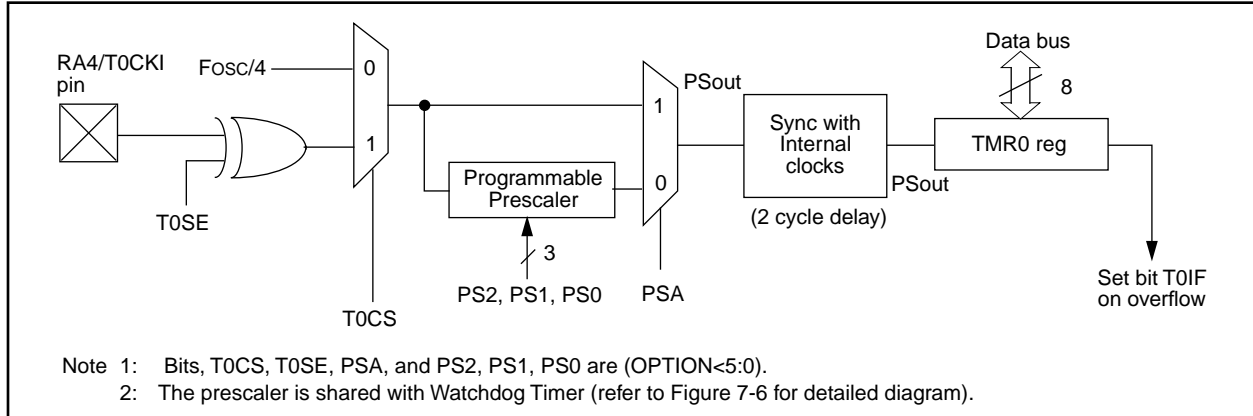 RA4/T0CKI
pin
FOSC/4
0
1
T0SE
T0CS
Programmable
Prescaler
3
PS2, PS1, PS0
1
0
PSA
PSout
Sync with
Internal
clocks
(2 cycle delay)
PSout
Data bus
8
TMR0 reg
Set bit T0IF
on overflow
Note 1: Bits, T0CS, T0SE, PSA, and PS2, PS1, PS0 are (OPTION<5:0).
2: The prescaler is shared with Watchdog Timer (refer to Figure 7-6 for detailed diagram).